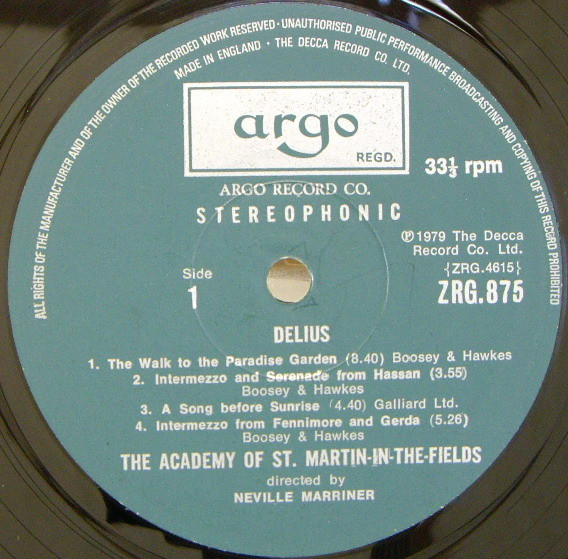 ALL RIGHTS OF THE MANUFACTURER AND OF THE OWNER OF THE RECORDED WORK RESERVED · UNAUTHORISED PUBLIC PERFORMANCE BROADCASTING AND COPYING OF THIS RECORD PROHIBITED
MADE IN ENGLAND · THE DECCA RECORD CO. LTD.
argo
REGD.
33⅓ rpm
ARGO RECORD CO.
STEREOPHONIC
℗1979 The Decca
Record Co. Ltd.
{ZRG.4615}
ZRG.875
Side
1
DELIUS
1. The Walk to the Paradise Garden (8.40) Boosey & Hawkes
2. Intermezzo and Serenade from Hassan (3.55)
Boosey & Hawkes
3. A Song before Sunrise (4.40) Galliard Ltd.
4. Intermezzo from Fennimore and Gerda (5.26)
Boosey & Hawkes
THE ACADEMY OF ST. MARTIN-IN-THE-FIELDS
directed by
NEVILLE MARRINER